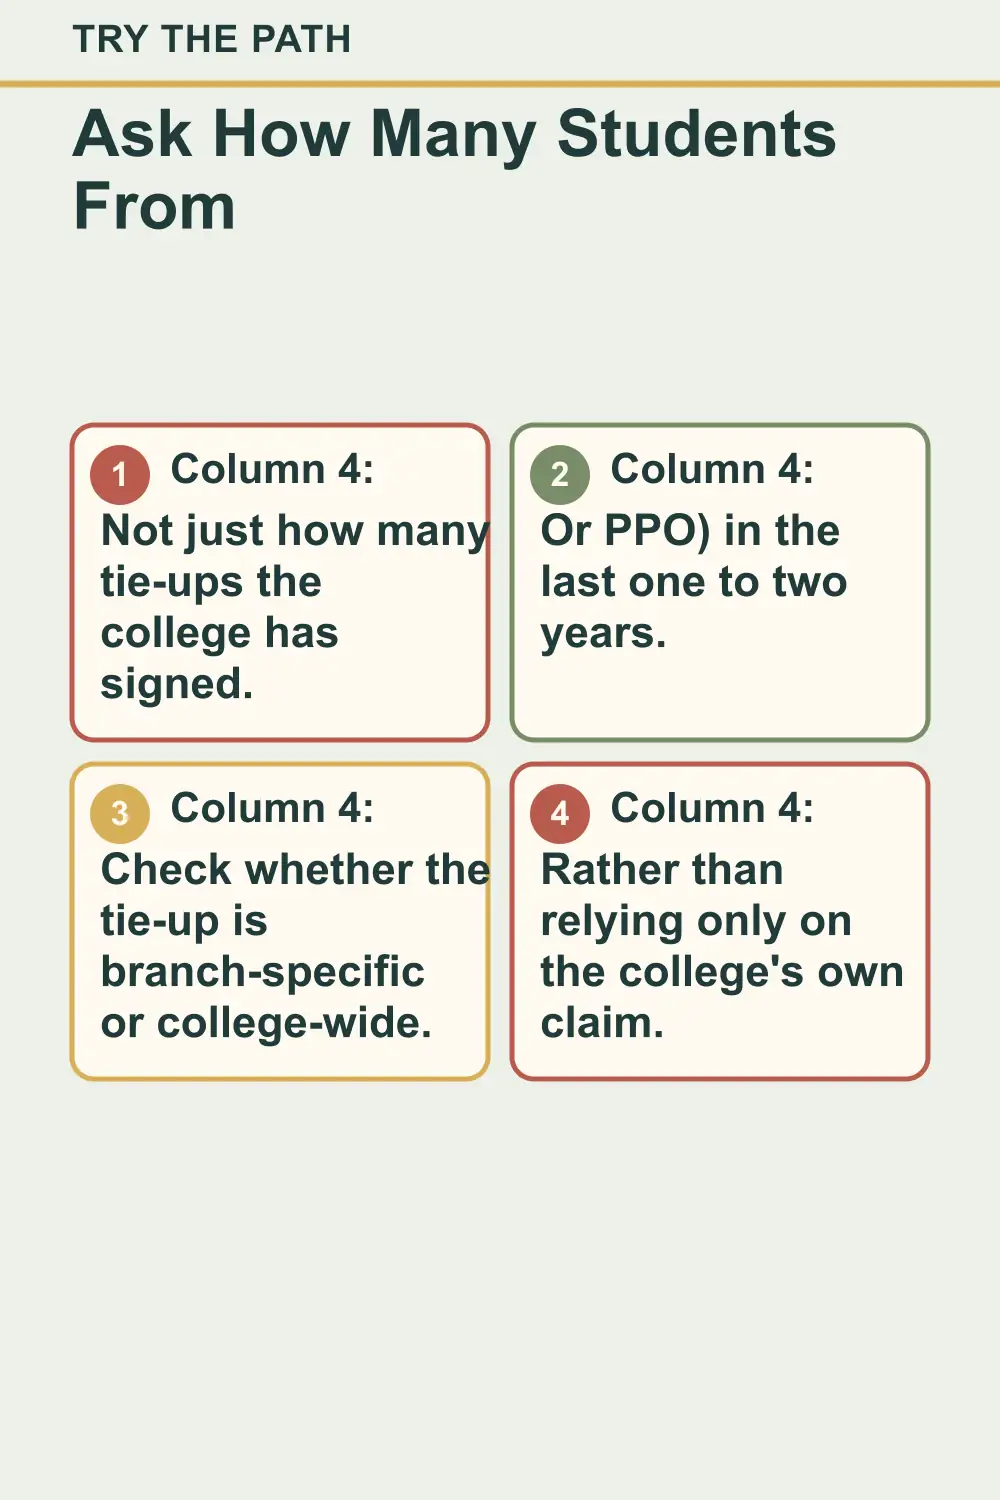 TRY THE PATH
Ask How Many Students
From
1 Column 4:
Not just how many
tie-ups the
college has
signed.
2 Column 4:
Or PPO) in the
last one to two
years.
3 Column 4:
Check whether the
tie-up is
branch-specific
or college-wide.
4 Column 4:
Rather than
relying only on
the college's own
claim.